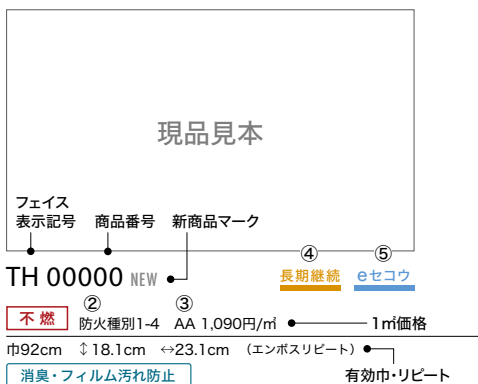 現品見本
フェイス
表示記号 商品番号 新商品マーク
④ ⑤
TH 00000 NEW 長期継続 eセコウ
② ③
不燃 防火種別1-4 AA 1,090円/㎡ 1㎡価格
巾92cm ↕18.1cm ↔23.1cm (エンボスリピート)
消臭・フィルム汚れ防止 有効巾・リピート